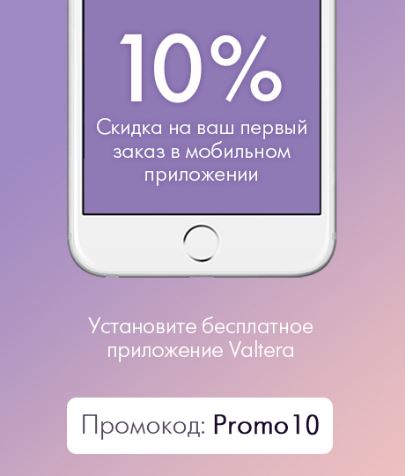 10%
Скидка на ваш первый
заказ в мобильном
приложении
Установите бесплатное
приложение Valtera
Промокод: Promo10